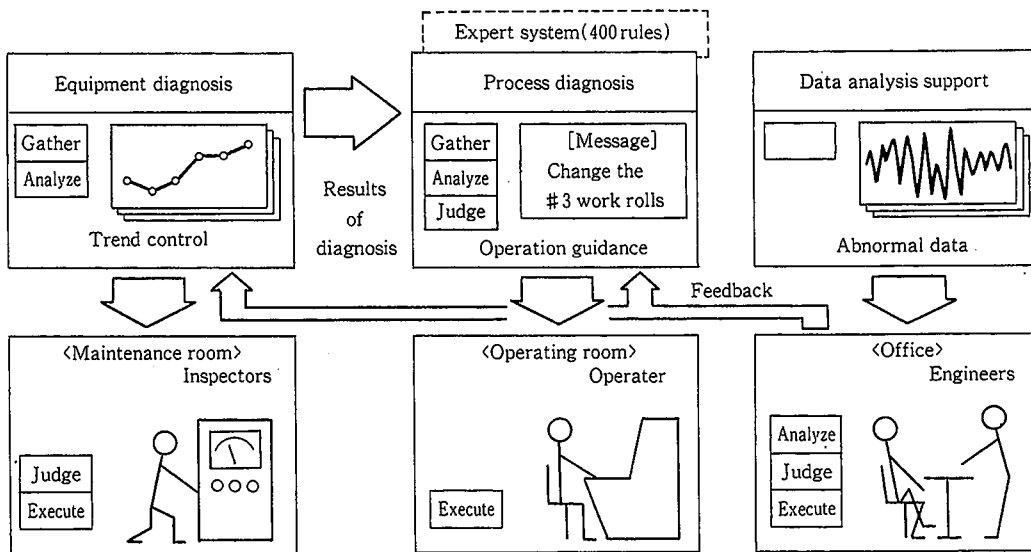 Expert system(400 rules)
Equipment diagnosis
Process diagnosis
Data analysis support
Gather
Analyze
Trend control
Results
of
diagnosis
Gather
Analyze
Judge
[Message]
Change the
#3 work rolls
Operation guidance
Abnormal data
Feedback
<Maintenance room>
Inspectors
Judge
Execute
<Operating room>
Operater
Execute
<Office>
Engineers
Analyze
Judge
Execute